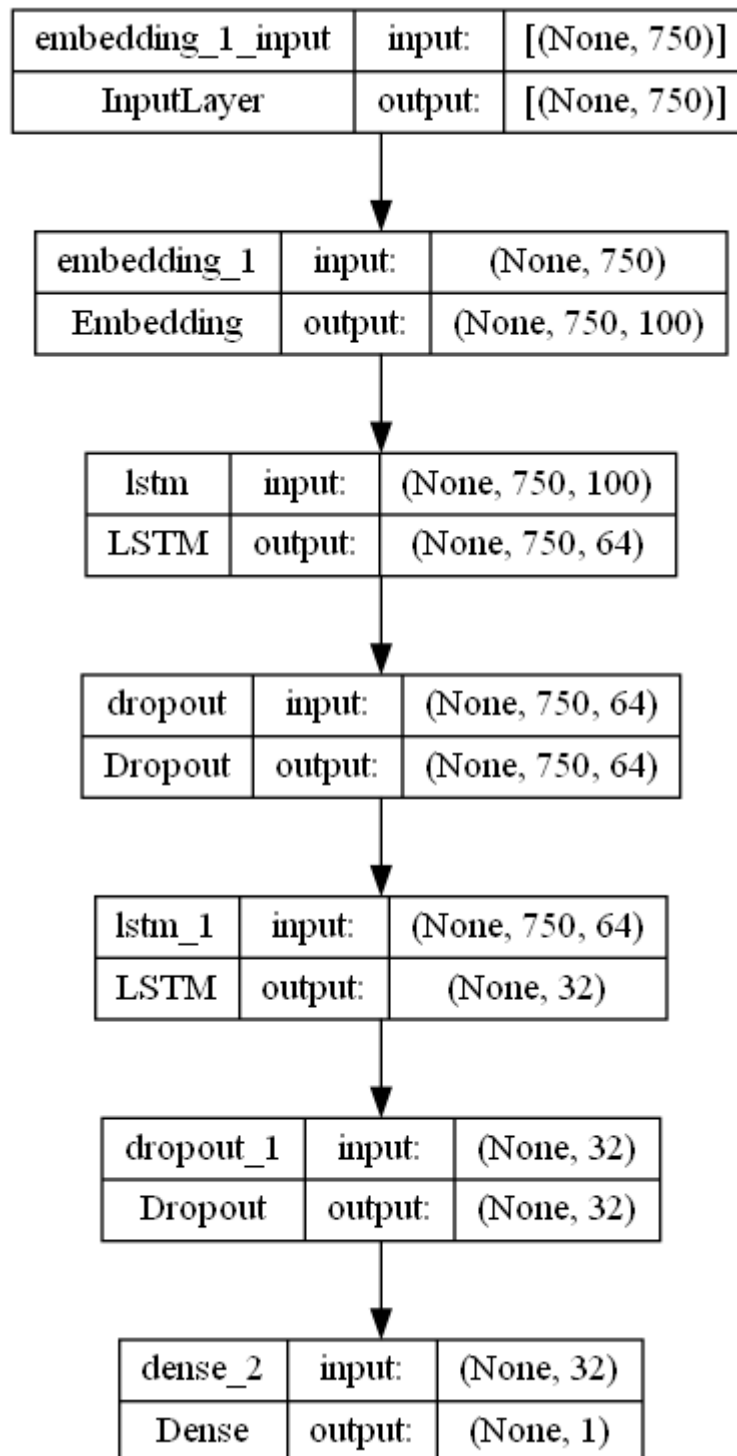 embedding_1_input input: [(None, 750)]
InputLayer output: [(None, 750)]
embedding_1 input: (None, 750)
Embedding output: (None, 750, 100)
lstm input: (None, 750, 100)
LSTM output: (None, 750, 64)
dropout input: (None, 750, 64)
Dropout output: (None, 750, 64)
lstm_1 input: (None, 750, 64)
LSTM output: (None, 32)
dropout_1 input: (None, 32)
Dropout output: (None, 32)
dense_2 input: (None, 32)
Dense output: (None, 1)